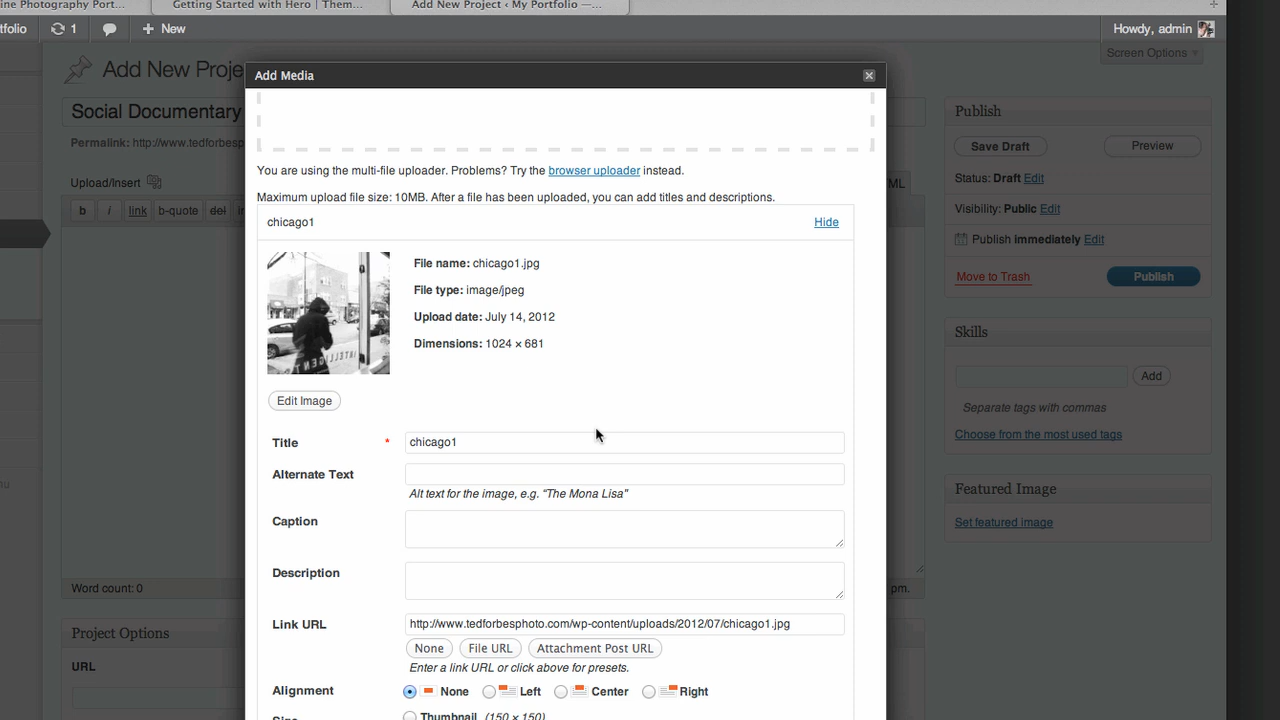 ine Photography Port...
Getting Started with Hero | Them...
Add New Project ‹ My Portfolio —...
tfolio
1
New
Howdy, admin
Add New Proje
Screen Options
Add Media
Social Documentary
Permalink: http://www.tedforbesp
Upload/Insert
ML
b
i
link
b-quote
del
in
You are using the multi-file uploader. Problems? Try the browser uploader instead.
Maximum upload file size: 10MB. After a file has been uploaded, you can add titles and descriptions.
chicago1
Hide
File name: chicago1.jpg
File type: image/jpeg
Upload date: July 14, 2012
Dimensions: 1024 × 681
Edit Image
Title * chicago1
Alternate Text
Alt text for the image, e.g. “The Mona Lisa”
Caption
Description
Link URL http://www.tedforbesphoto.com/wp-content/uploads/2012/07/chicago1.jpg
None File URL Attachment Post URL
Enter a link URL or click above for presets.
Alignment None Left Center Right
Size Thumbnail (150 × 150)
Word count: 0
pm.
Project Options
URL
nu
Publish
Save Draft
Preview
Status: Draft Edit
Visibility: Public Edit
Publish immediately Edit
Move to Trash
Publish
Skills
Add
Separate tags with commas
Choose from the most used tags
Featured Image
Set featured image